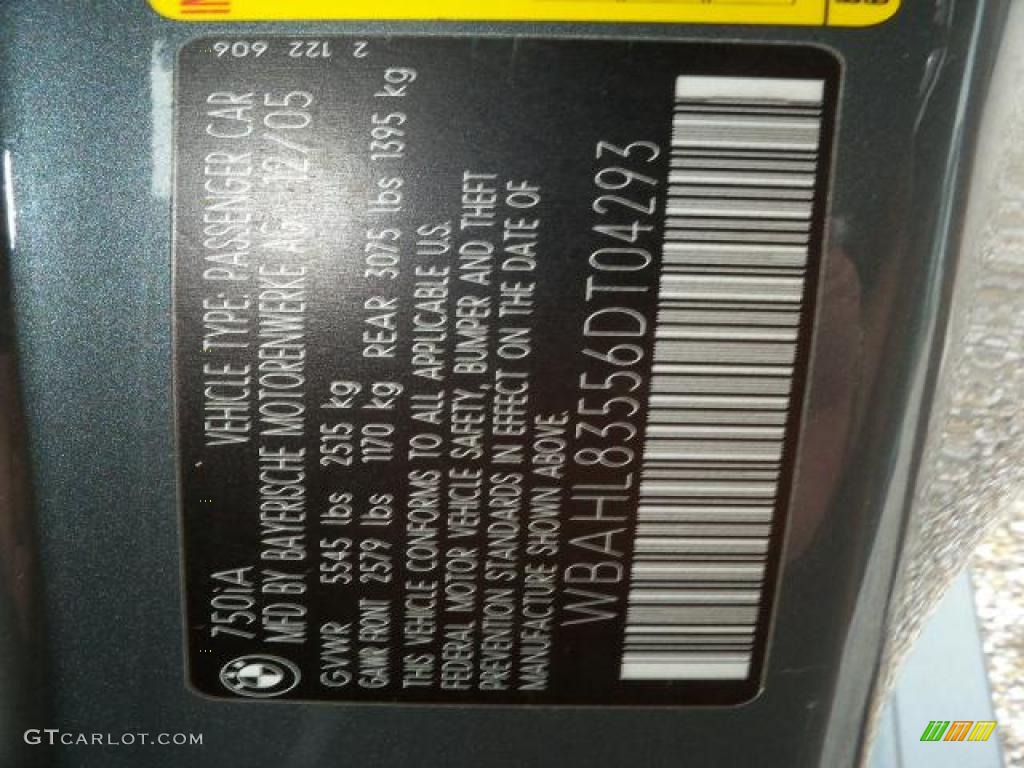 2 122 606
750iA VEHICLE TYPE: PASSENGER CAR
MFD BY BAYERISCHE MOTORENWERKE AG 12/05
GVWR 5545 lbs 2515 kg
GAWR FRONT 2579 lbs 1170 kg REAR 3075 lbs 1395 kg
THIS VEHICLE CONFORMS TO ALL APPLICABLE U.S.
FEDERAL MOTOR VEHICLE SAFETY, BUMPER AND THEFT
PREVENTION STANDARDS IN EFFECT ON THE DATE OF
MANUFACTURE SHOWN ABOVE.
WBAHL83556DT04293
GTCARLOT.COM